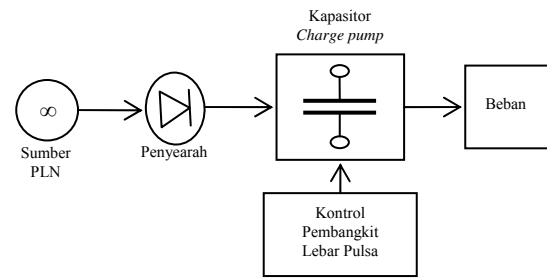 Kapasitor
Charge pump
∞
Sumber
PLN
Penyearah
Beban
Kontrol
Pembangkit
Lebar Pulsa